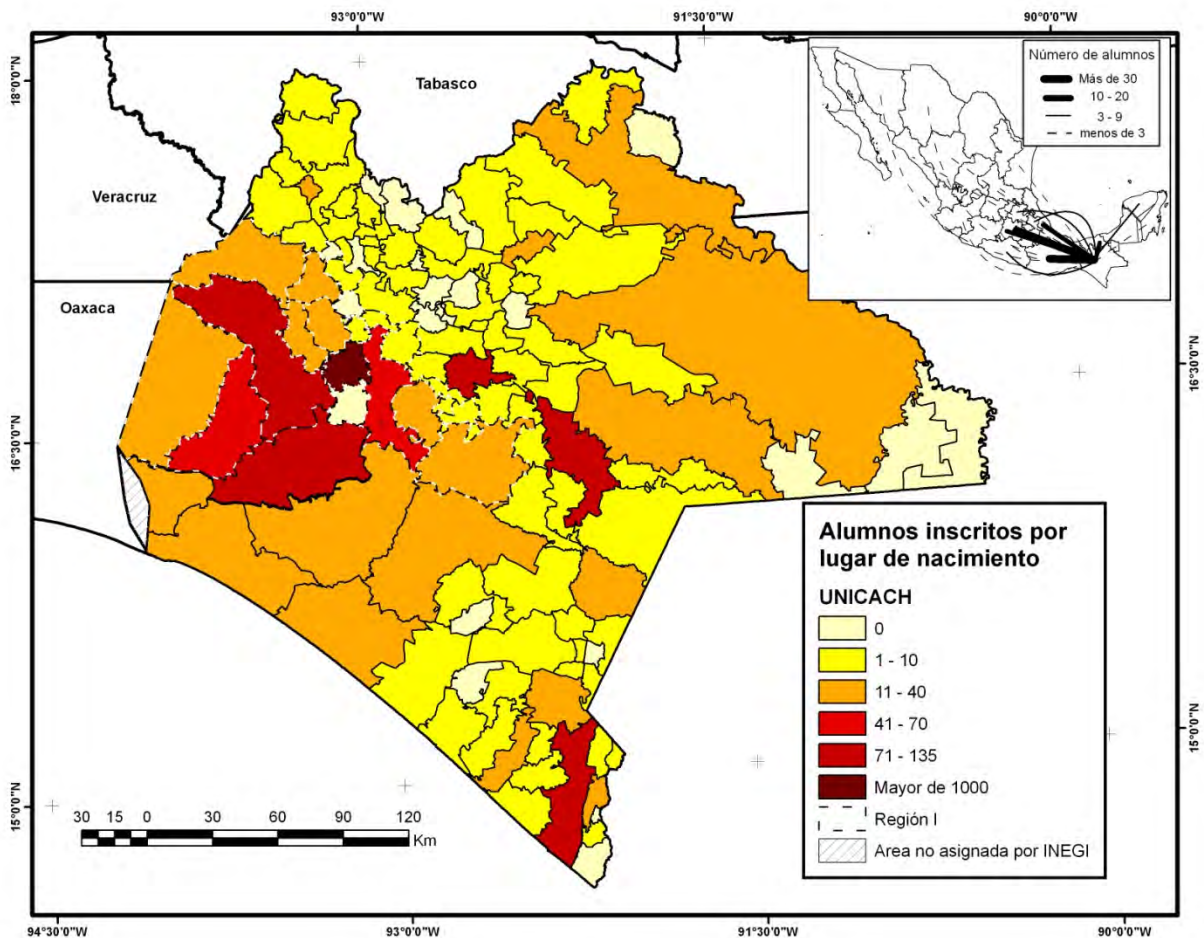 93°0'0"W
91°30'0"W
90°0'0"W
18°0'0"N
16°30'0"N
16°30'0"N
15°0'0"N
15°0'0"N
Tabasco
Veracruz
Oaxaca
Número de alumnos
Más de 30
10 - 20
3 - 9
menos de 3
Alumnos inscritos por
lugar de nacimiento
UNICACH
0
1 - 10
11 - 40
41 - 70
71 - 135
Mayor de 1000
Región I
Area no asignada por INEGI
30 15 0 30 60 90 120
Km
94°30'0"W
93°0'0"W
91°30'0"W
90°0'0"W